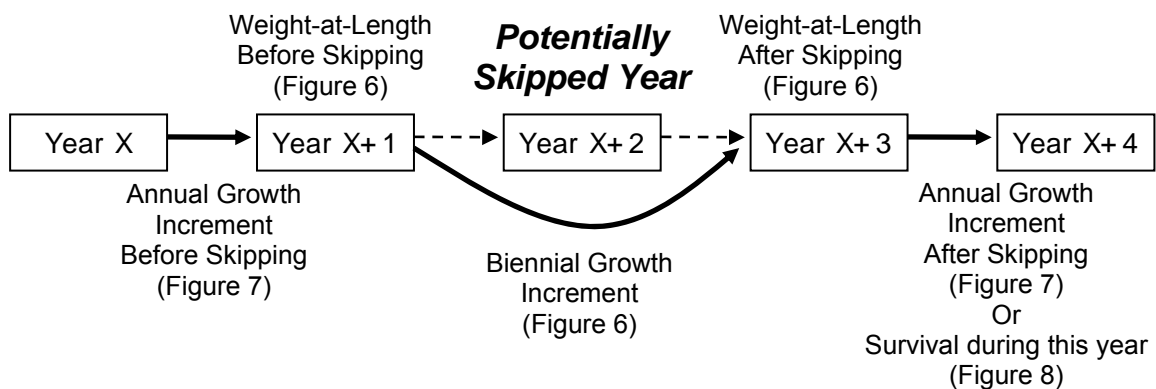 Weight-at-Length
Before Skipping
(Figure 6)
Potentially
Skipped Year
Weight-at-Length
After Skipping
(Figure 6)
Year X
Year X+ 1
Year X+ 2
Year X+ 3
Year X+ 4
Annual Growth
Increment
Before Skipping
(Figure 7)
Biennial Growth
Increment
(Figure 6)
Annual Growth
Increment
After Skipping
(Figure 7)
Or
Survival during this year
(Figure 8)